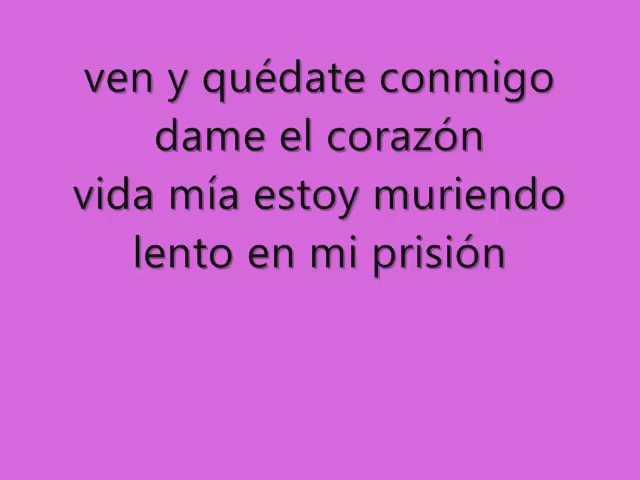 ven y quédate conmigo
dame el corazón
vida mía estoy muriendo
lento en mi prisión